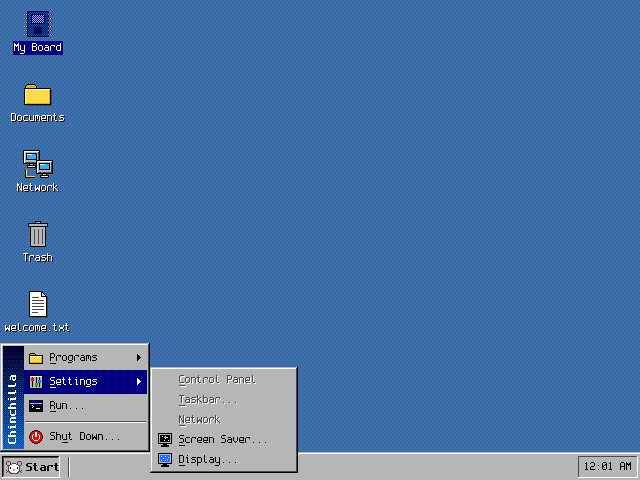 My Board
Documents
Network
Trash
welcome.txt
Chinchilla
Programs
Settings
Run...
Shut Down...
Control Panel
Taskbar...
Network
Screen Saver...
Display...
Start
12:01 AM